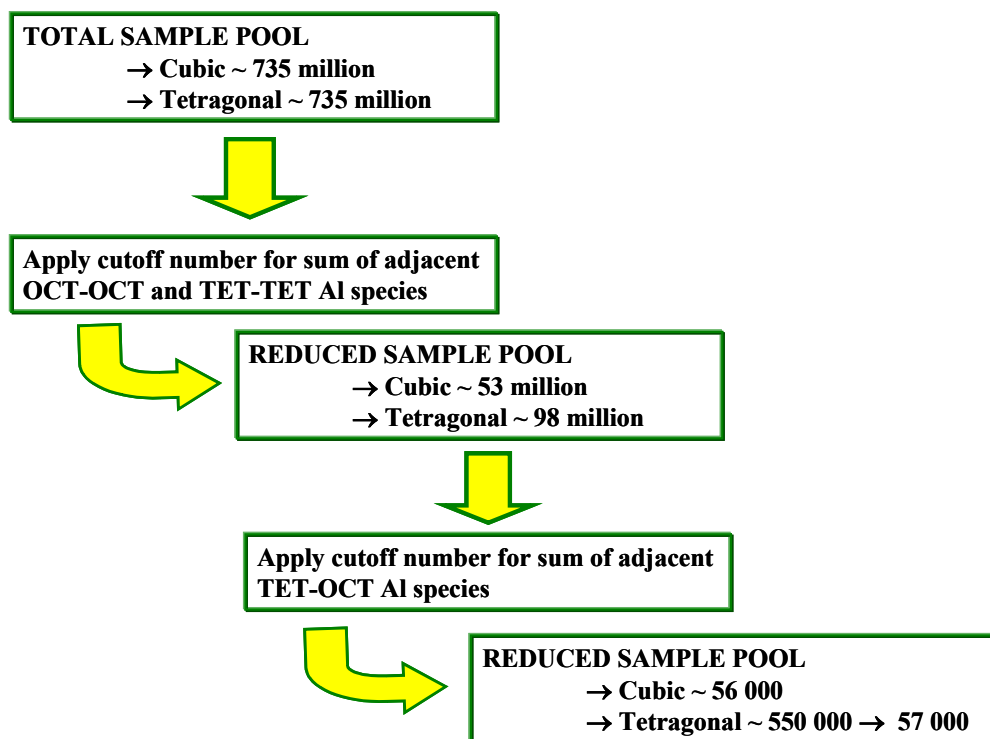 TOTAL SAMPLE POOL
→ Cubic ~ 735 million
→ Tetragonal ~ 735 million
Apply cutoff number for sum of adjacent
OCT-OCT and TET-TET Al species
REDUCED SAMPLE POOL
→ Cubic ~ 53 million
→ Tetragonal ~ 98 million
Apply cutoff number for sum of adjacent
TET-OCT Al species
REDUCED SAMPLE POOL
→ Cubic ~ 56 000
→ Tetragonal ~ 550 000 → 57 000